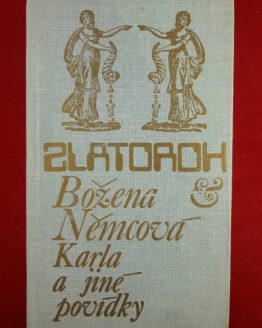 ZLATOROH
Božena &
Němcová
Karla
a jiné
povídky